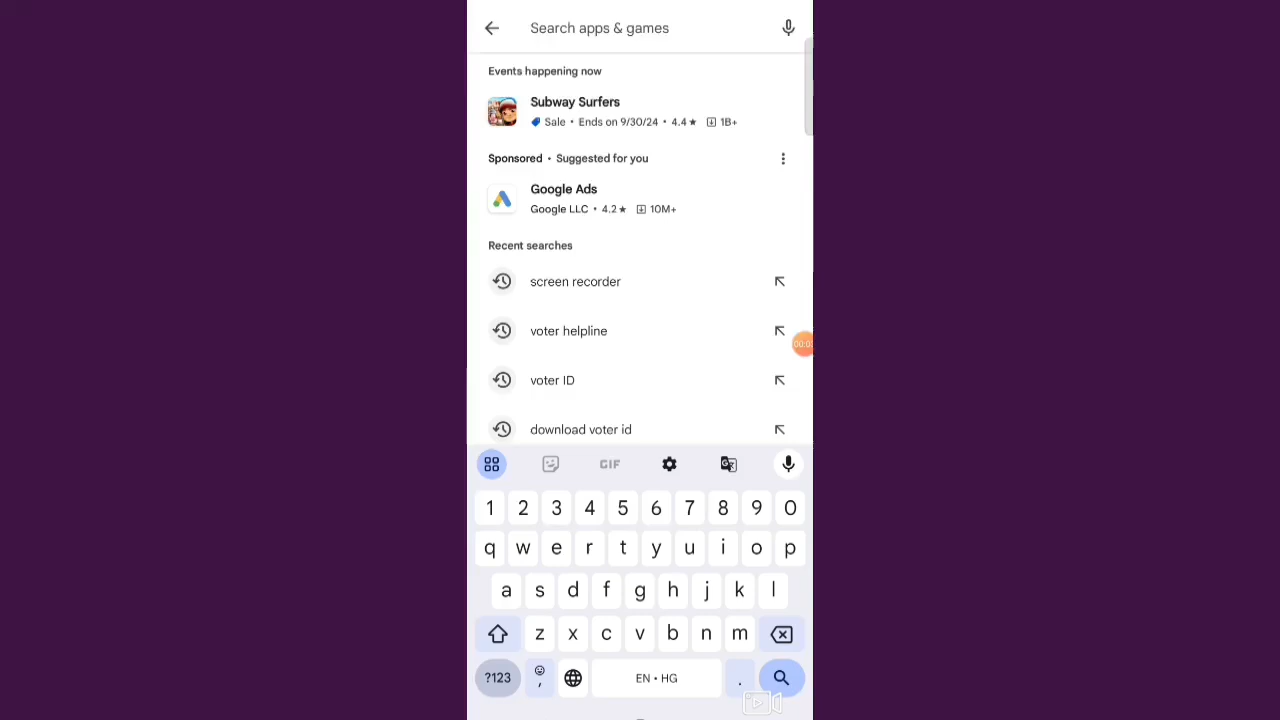 Search apps & games
Events happening now
Subway Surfers
Sale • Ends on 9/30/24 • 4.4★ 1B+
Sponsored • Suggested for you
Google Ads
Google LLC • 4.2★ 10M+
Recent searches
screen recorder
voter helpline
voter ID
download voter id
GIF
1 2 3 4 5 6 7 8 9 0
q w e r t y u i o p
a s d f g h j k l
z x c v b n m
?123 , EN • HG .